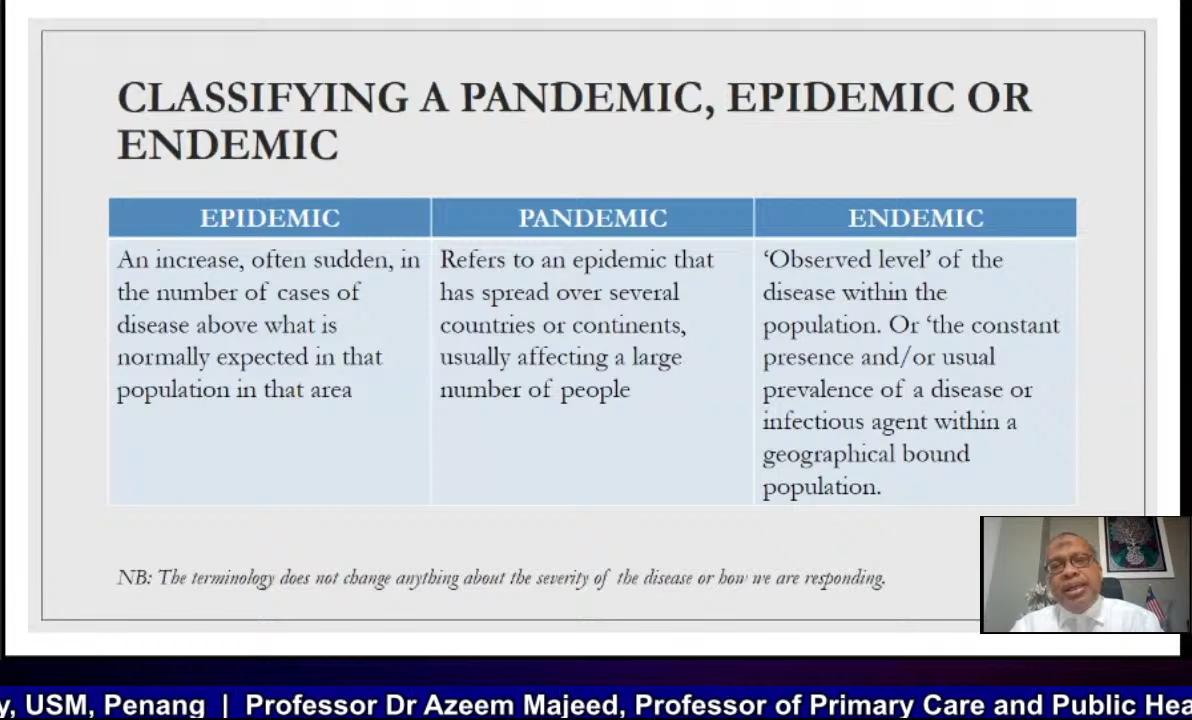 CLASSIFYING A PANDEMIC, EPIDEMIC OR
ENDEMIC
EPIDEMIC
An increase, often sudden, in
the number of cases of
disease above what is
normally expected in that
population in that area
PANDEMIC
Refers to an epidemic that
has spread over several
countries or continents,
usually affecting a large
number of people
ENDEMIC
‘Observed level’ of the
disease within the
population. Or ‘the constant
presence and/or usual
prevalence of a disease or
infectious agent within a
geographical bound
population.
NB: The terminology does not change anything about the severity of the disease or how we are responding.
y, USM, Penang | Professor Dr Azeem Majeed, Professor of Primary Care and Public Hea